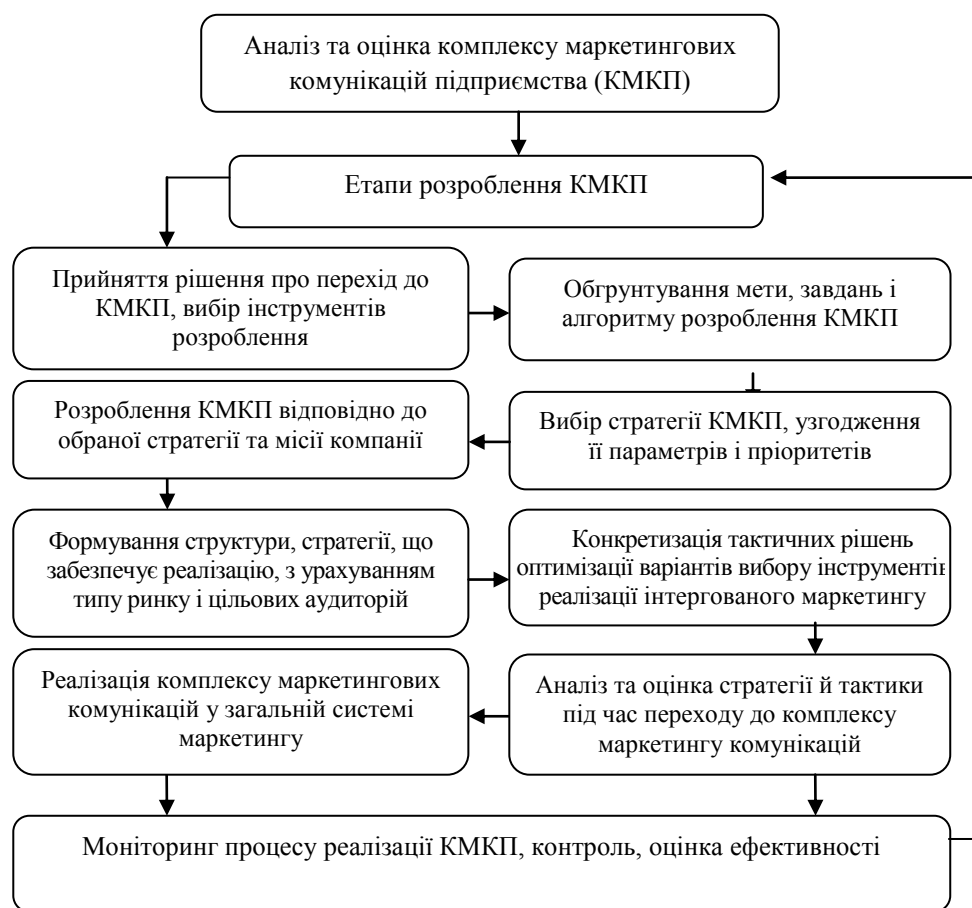 Аналіз та оцінка комплексу маркетингових
комунікацій підприємства (КМКП)
Етапи розроблення КМКП
Прийняття рішення про перехід до
КМКП, вибір інструментів
розроблення
Обгрунтування мети, завдань і
алгоритму розроблення КМКП
Розроблення КМКП відповідно до
обраної стратегії та місії компанії
Вибір стратегії КМКП, узгодження
її параметрів і пріоритетів
Формування структури, стратегії, що
забезпечує реалізацію, з урахуванням
типу ринку і цільових аудиторій
Конкретизація тактичних рішень
оптимізації варіантів вибору інструментів
реалізації інтергованого маркетингу
Реалізація комплексу маркетингових
комунікацій у загальній системі
маркетингу
Аналіз та оцінка стратегії й тактики
під час переходу до комплексу
маркетингу комунікацій
Моніторинг процесу реалізації КМКП, контроль, оцінка ефективності